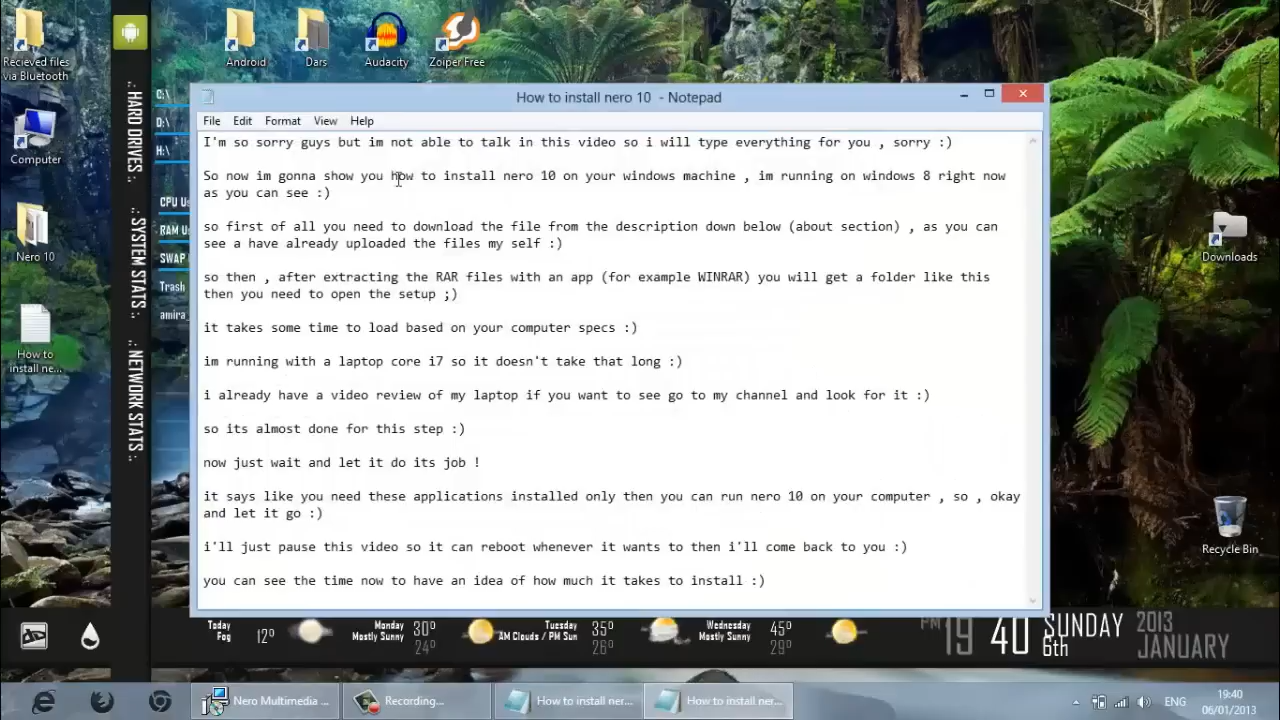 Recieved files
via Bluetooth
Android
Dars
Audacity
Zoiper Free
Computer
Nero 10
How to
install ne...
Downloads
Recycle Bin
.: HARD DRIVES :.
.: SYSTEM STATS :.
.: NETWORK STATS :.
C:\
D:\
H:\
CPU Us
RAM Us
SWAP
Trash
amira_
How to install nero 10 - Notepad
File Edit Format View Help
I'm so sorry guys but im not able to talk in this video so i will type everything for you , sorry :)
So now im gonna show you how to install nero 10 on your windows machine , im running on windows 8 right now
as you can see :)
so first of all you need to download the file from the description down below (about section) , as you can
see a have already uploaded the files my self :)
so then , after extracting the RAR files with an app (for example WINRAR) you will get a folder like this
then you need to open the setup ;)
it takes some time to load based on your computer specs :)
im running with a laptop core i7 so it doesn't take that long :)
i already have a video review of my laptop if you want to see go to my channel and look for it :)
so its almost done for this step :)
now just wait and let it do its job !
it says like you need these applications installed only then you can run nero 10 on your computer , so , okay
and let it go :)
i'll just pause this video so it can reboot whenever it wants to then i'll come back to you :)
you can see the time now to have an idea of how much it takes to install :)
Today
Fog
12°
Monday
Mostly Sunny
30°
24°
Tuesday
AM Clouds / PM Sun
35°
26°
Wednesday
Mostly Sunny
45°
29°
PM 19 40 SUNDAY
6th
2013
JANUARY
Nero Multimedia ...
Recording...
How to install nero...
How to install ner...
ENG
19:40
06/01/2013